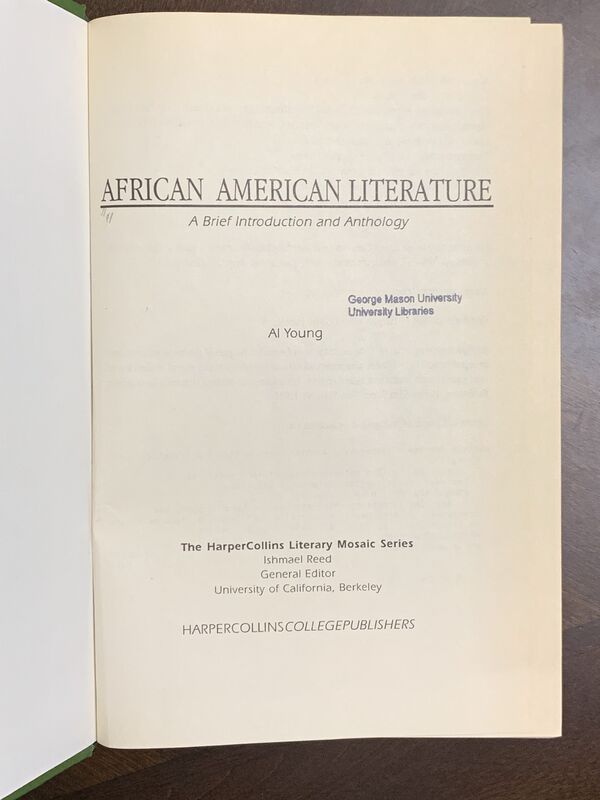 AFRICAN AMERICAN LITERATURE
A Brief Introduction and Anthology
George Mason University
University Libraries
Al Young
The HarperCollins Literary Mosaic Series
Ishmael Reed
General Editor
University of California, Berkeley
HARPERCOLLINSCOLLEGEPUBLISHERS